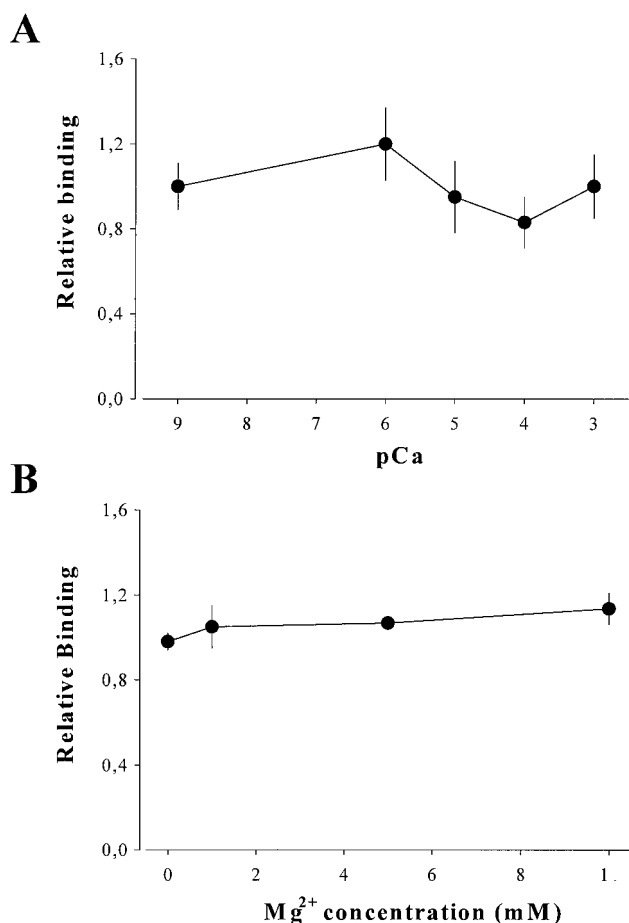 A
1,6
1,2
0,8
0,4
0,0
Relative binding
9 8 7 6 5 4 3
pCa
B
1,6
1,2
0,8
0,4
0,0
Relative Binding
0 2 4 6 8 1
Mg²⁺ concentration (mM)